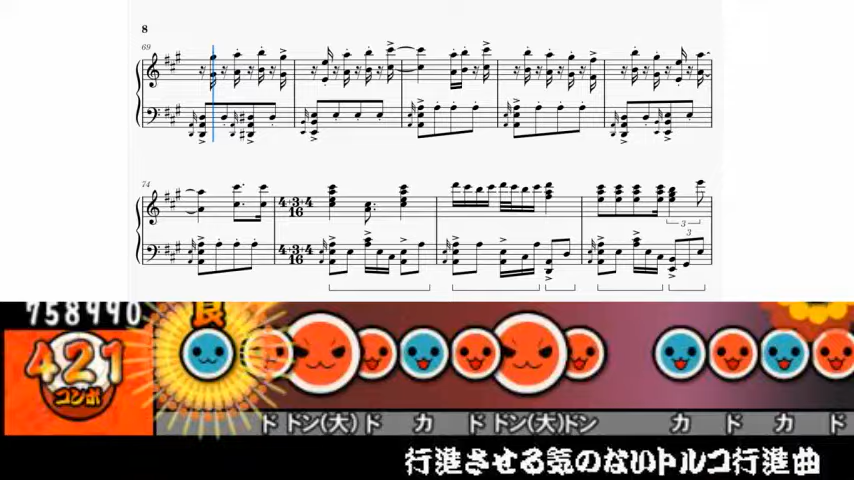 8
69
74
4+3+4
16
4+3+4
16
3
3
758990
良
421
コンボ
ド ドン(大) ド カ ド ドン(大)ドン カ ド カ ド
行進させる気のないトルコ行進曲